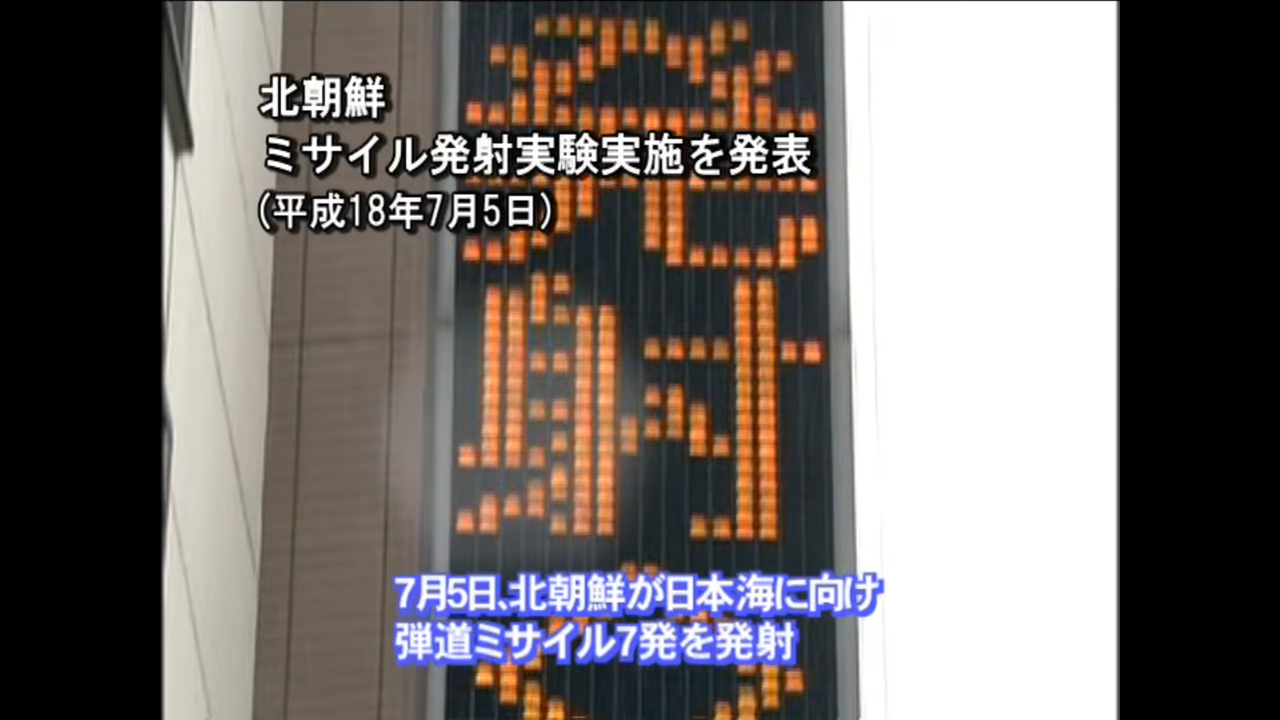 北朝鮮
ミサイル発射実験実施を発表
(平成18年7月5日)
発射
7月5日、北朝鮮が日本海に向け
弾道ミサイル7発を発射